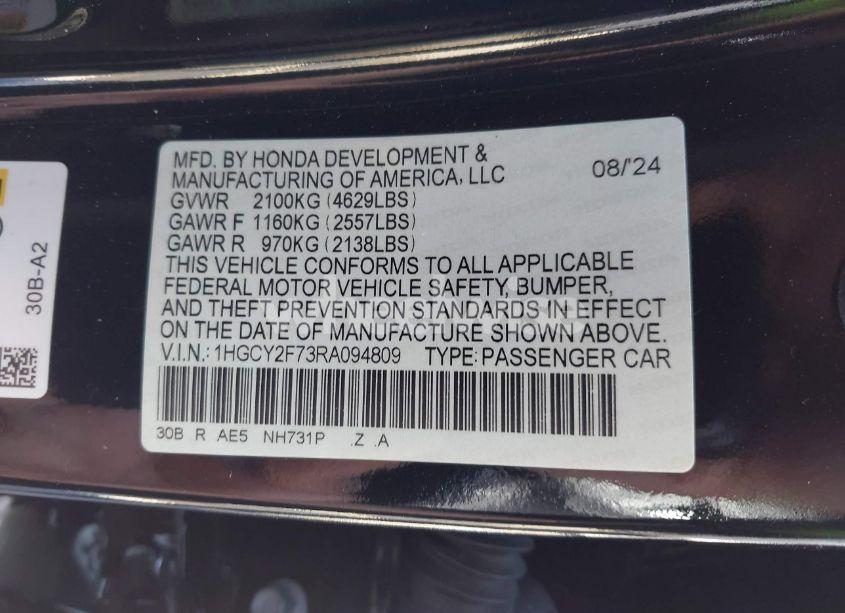 MFD. BY HONDA DEVELOPMENT &
MANUFACTURING OF AMERICA, LLC 08/'24
GVWR 2100KG (4629LBS)
GAWR F 1160KG (2557LBS)
GAWR R 970KG (2138LBS)
THIS VEHICLE CONFORMS TO ALL APPLICABLE
FEDERAL MOTOR VEHICLE SAFETY, BUMPER,
AND THEFT PREVENTION STANDARDS IN EFFECT
ON THE DATE OF MANUFACTURE SHOWN ABOVE.
V.I.N.: 1HGCY2F73RA094809 TYPE: PASSENGER CAR
30B R AE5 NH731P .Z .A
30B-A2